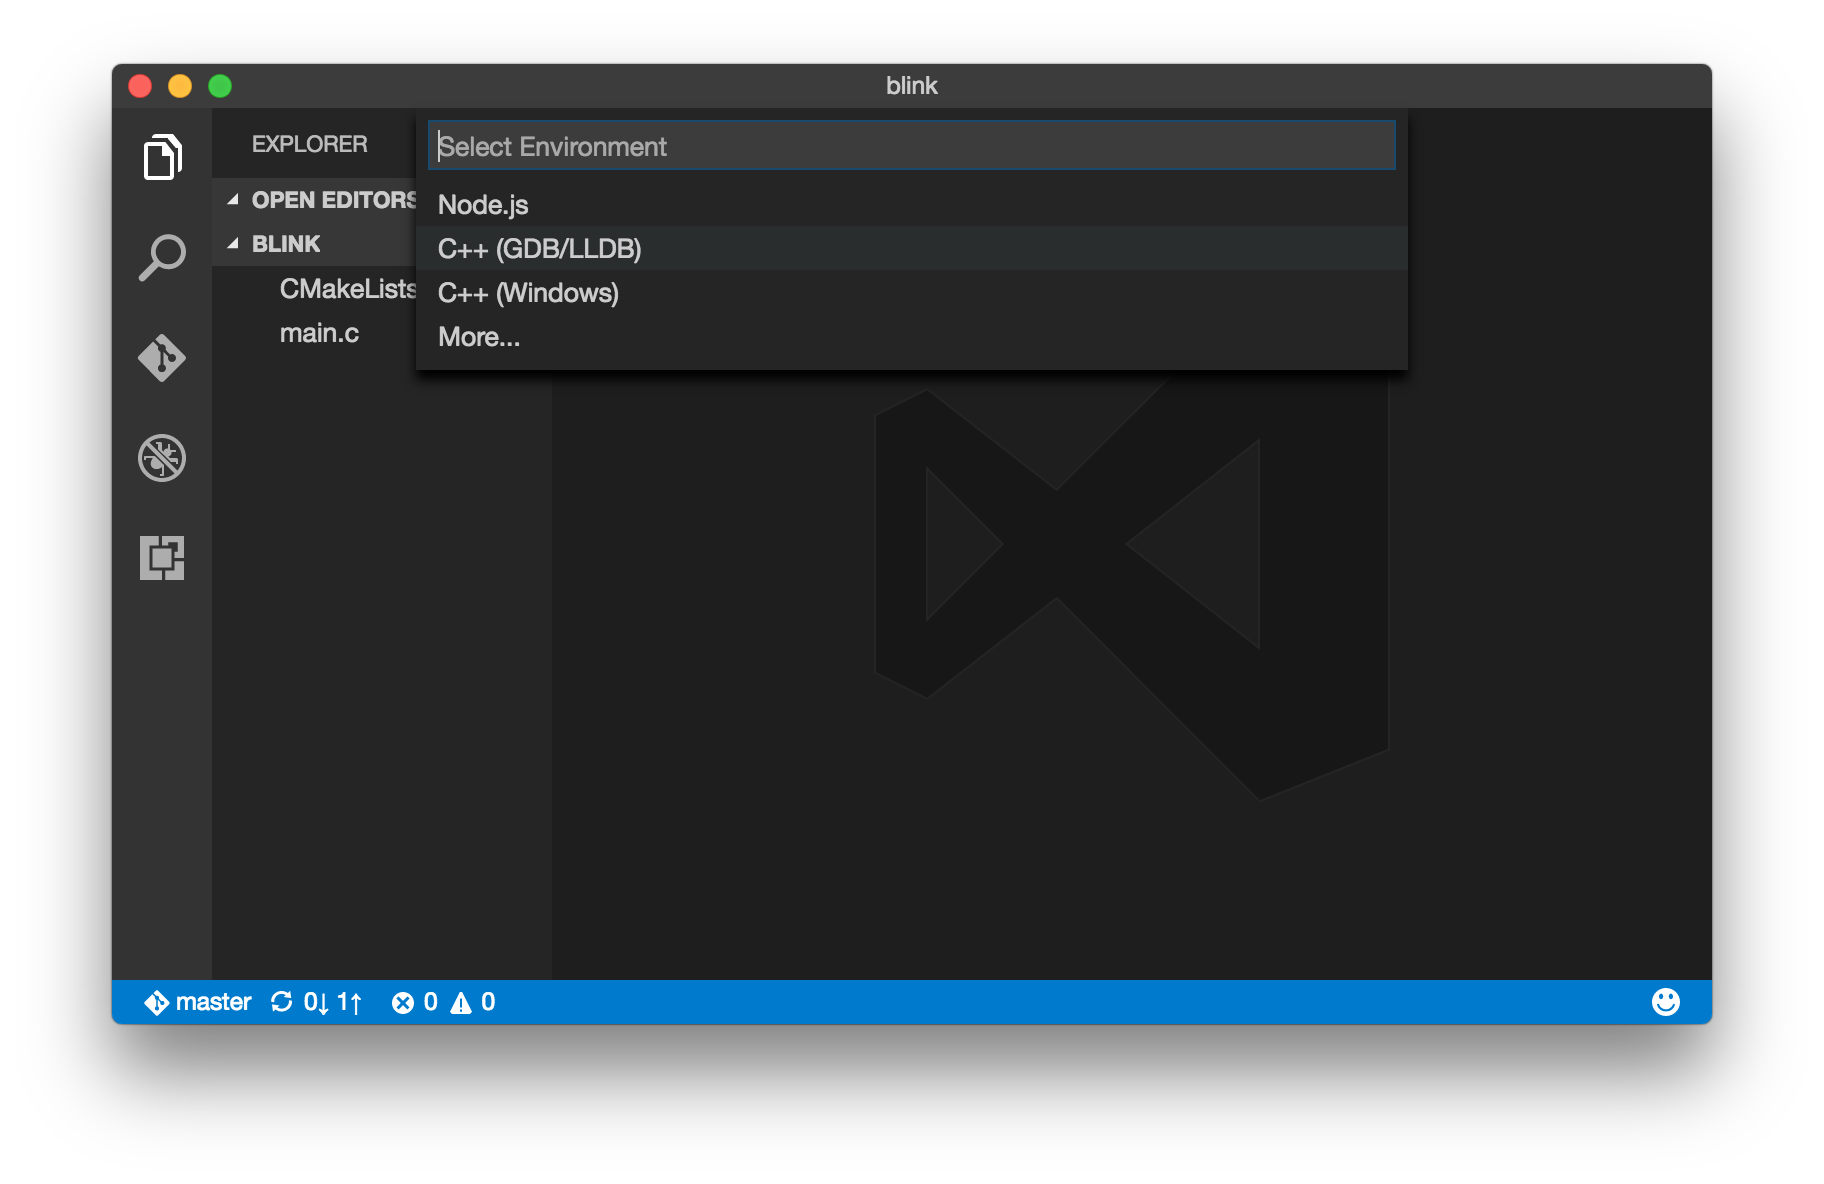 blink
EXPLORER
Select Environment
OPEN EDITORS
Node.js
BLINK
C++ (GDB/LLDB)
CMakeLists
C++ (Windows)
main.c
More...
master 0↓ 1↑ 0 0